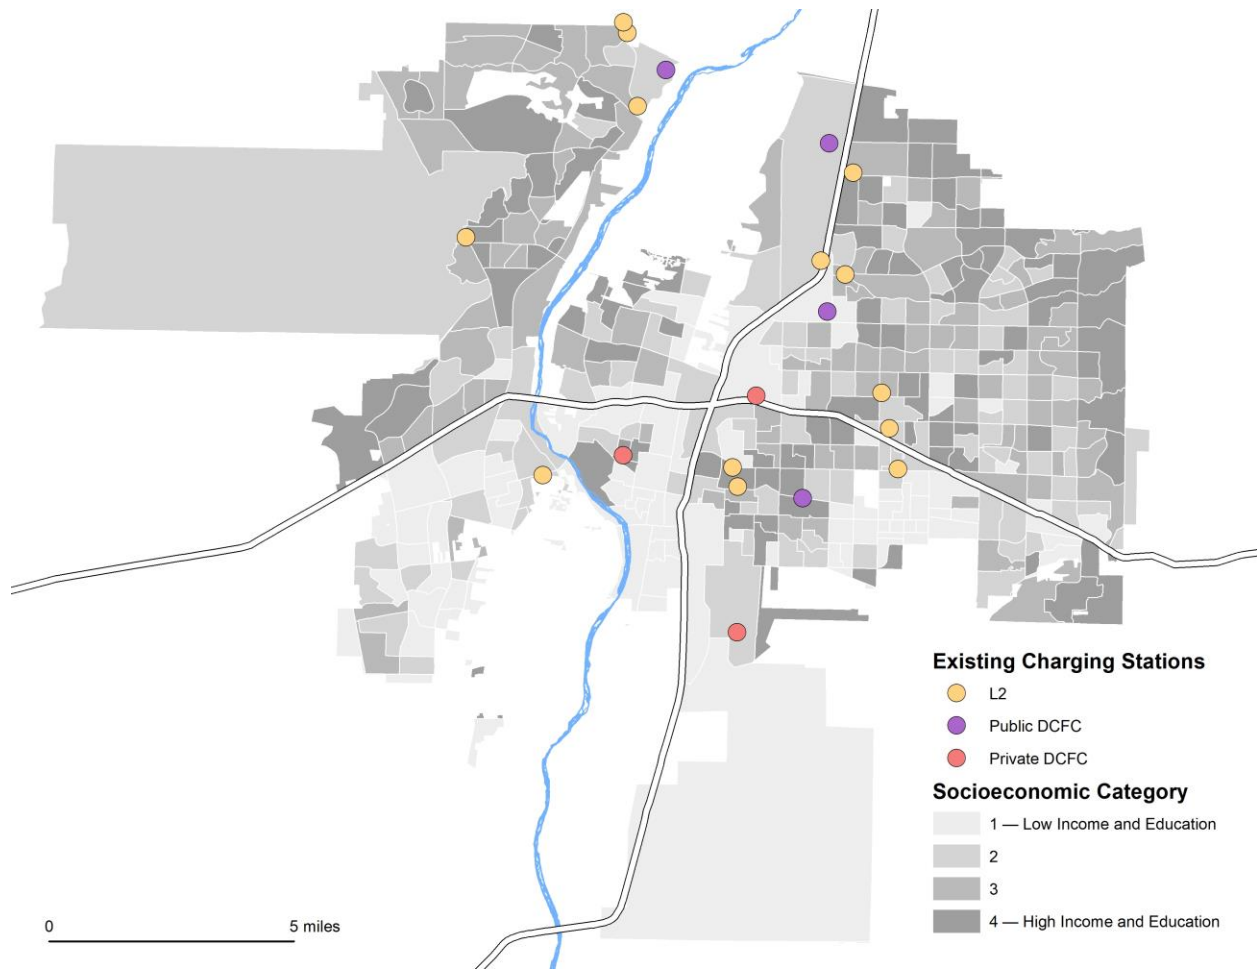 Existing Charging Stations
L2
Public DCFC
Private DCFC
Socioeconomic Category
1 — Low Income and Education
2
3
4 — High Income and Education
0 5 miles